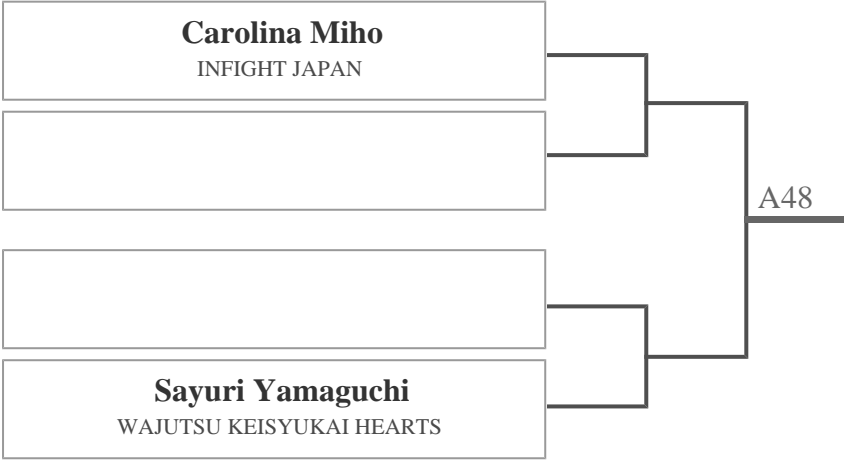 Carolina Miho
INFIGHT JAPAN
A48
Sayuri Yamaguchi
WAJUTSU KEISYUKAI HEARTS